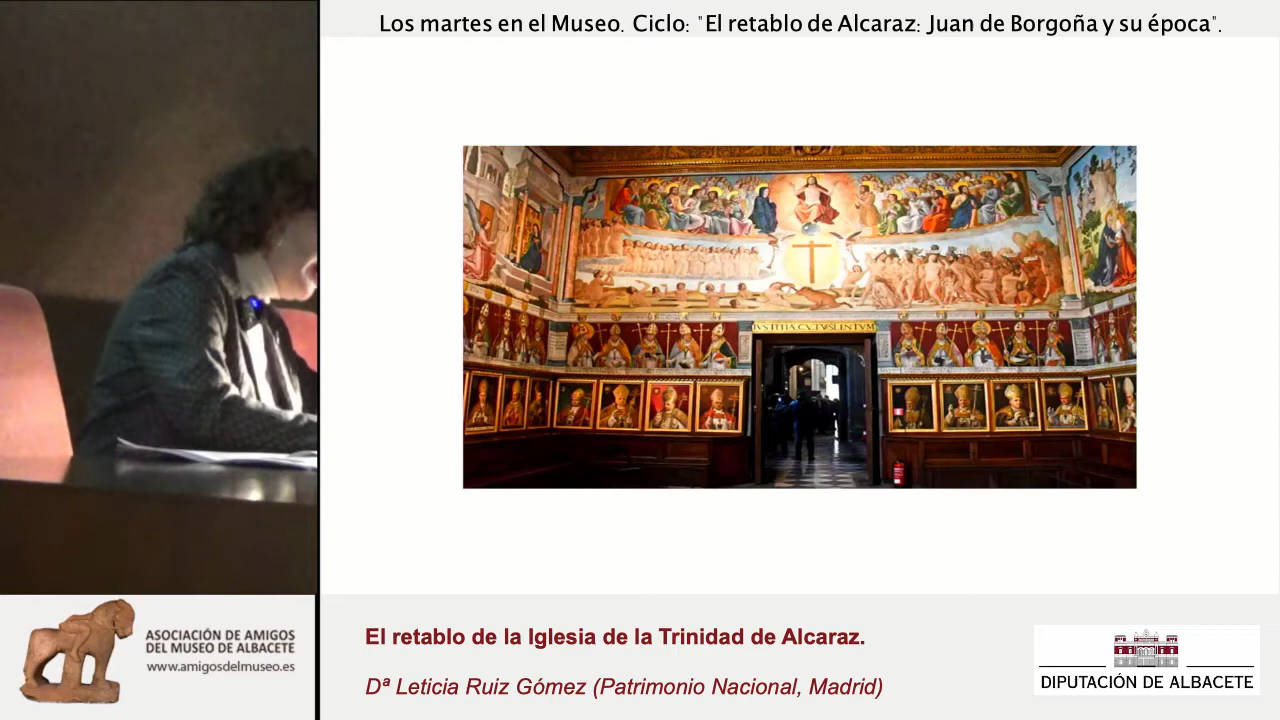 Los martes en el Museo. Ciclo: "El retablo de Alcaraz: Juan de Borgoña y su época".
IVSTITIA
El retablo de la Iglesia de la Trinidad de Alcaraz.
Dª Leticia Ruiz Gómez (Patrimonio Nacional, Madrid)
ASOCIACIÓN DE AMIGOS
DEL MUSEO DE ALBACETE
www.amigosdelmuseo.es
DIPUTACIÓN DE ALBACETE